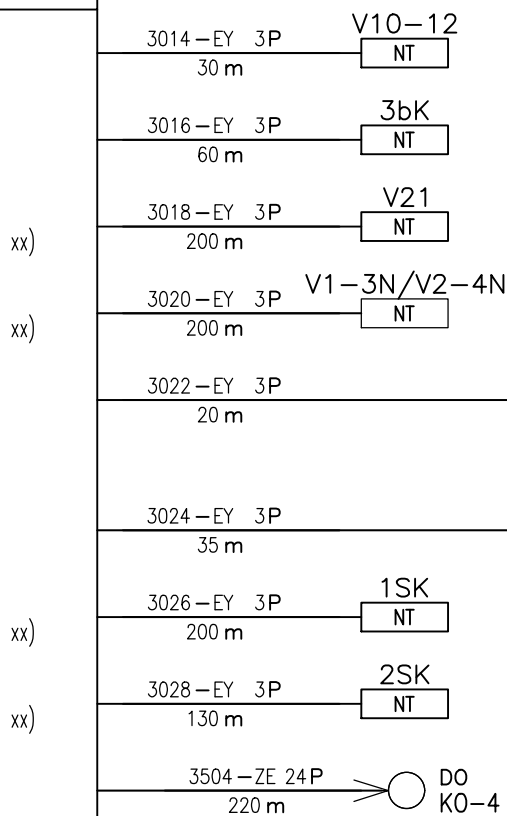 V10-12
3014-EY 3P
NT
30 m
3bK
3016-EY 3P
NT
60 m
V21
3018-EY 3P
NT
xx)
200 m
V1-3N/V2-4N
3020-EY 3P
NT
xx)
200 m
3022-EY 3P
20 m
3024-EY 3P
35 m
1SK
3026-EY 3P
NT
xx)
200 m
2SK
3028-EY 3P
NT
xx)
130 m
3504-ZE 24P
DO
220 m
KO-4